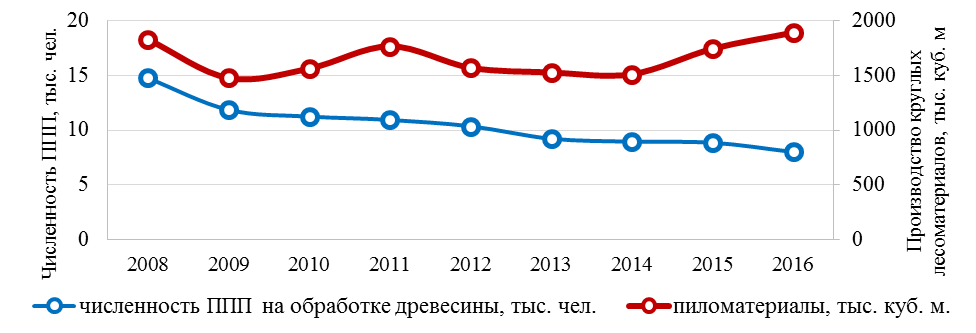 Численность ППП, тыс. чел.
20
15
10
5
0
2000
1500
1000
500
0
Производство круглых
лесоматериалов, тыс. куб. м
2008 2009 2010 2011 2012 2013 2014 2015 2016
численность ППП на обработке древесины, тыс. чел.
пиломатериалы, тыс. куб. м.